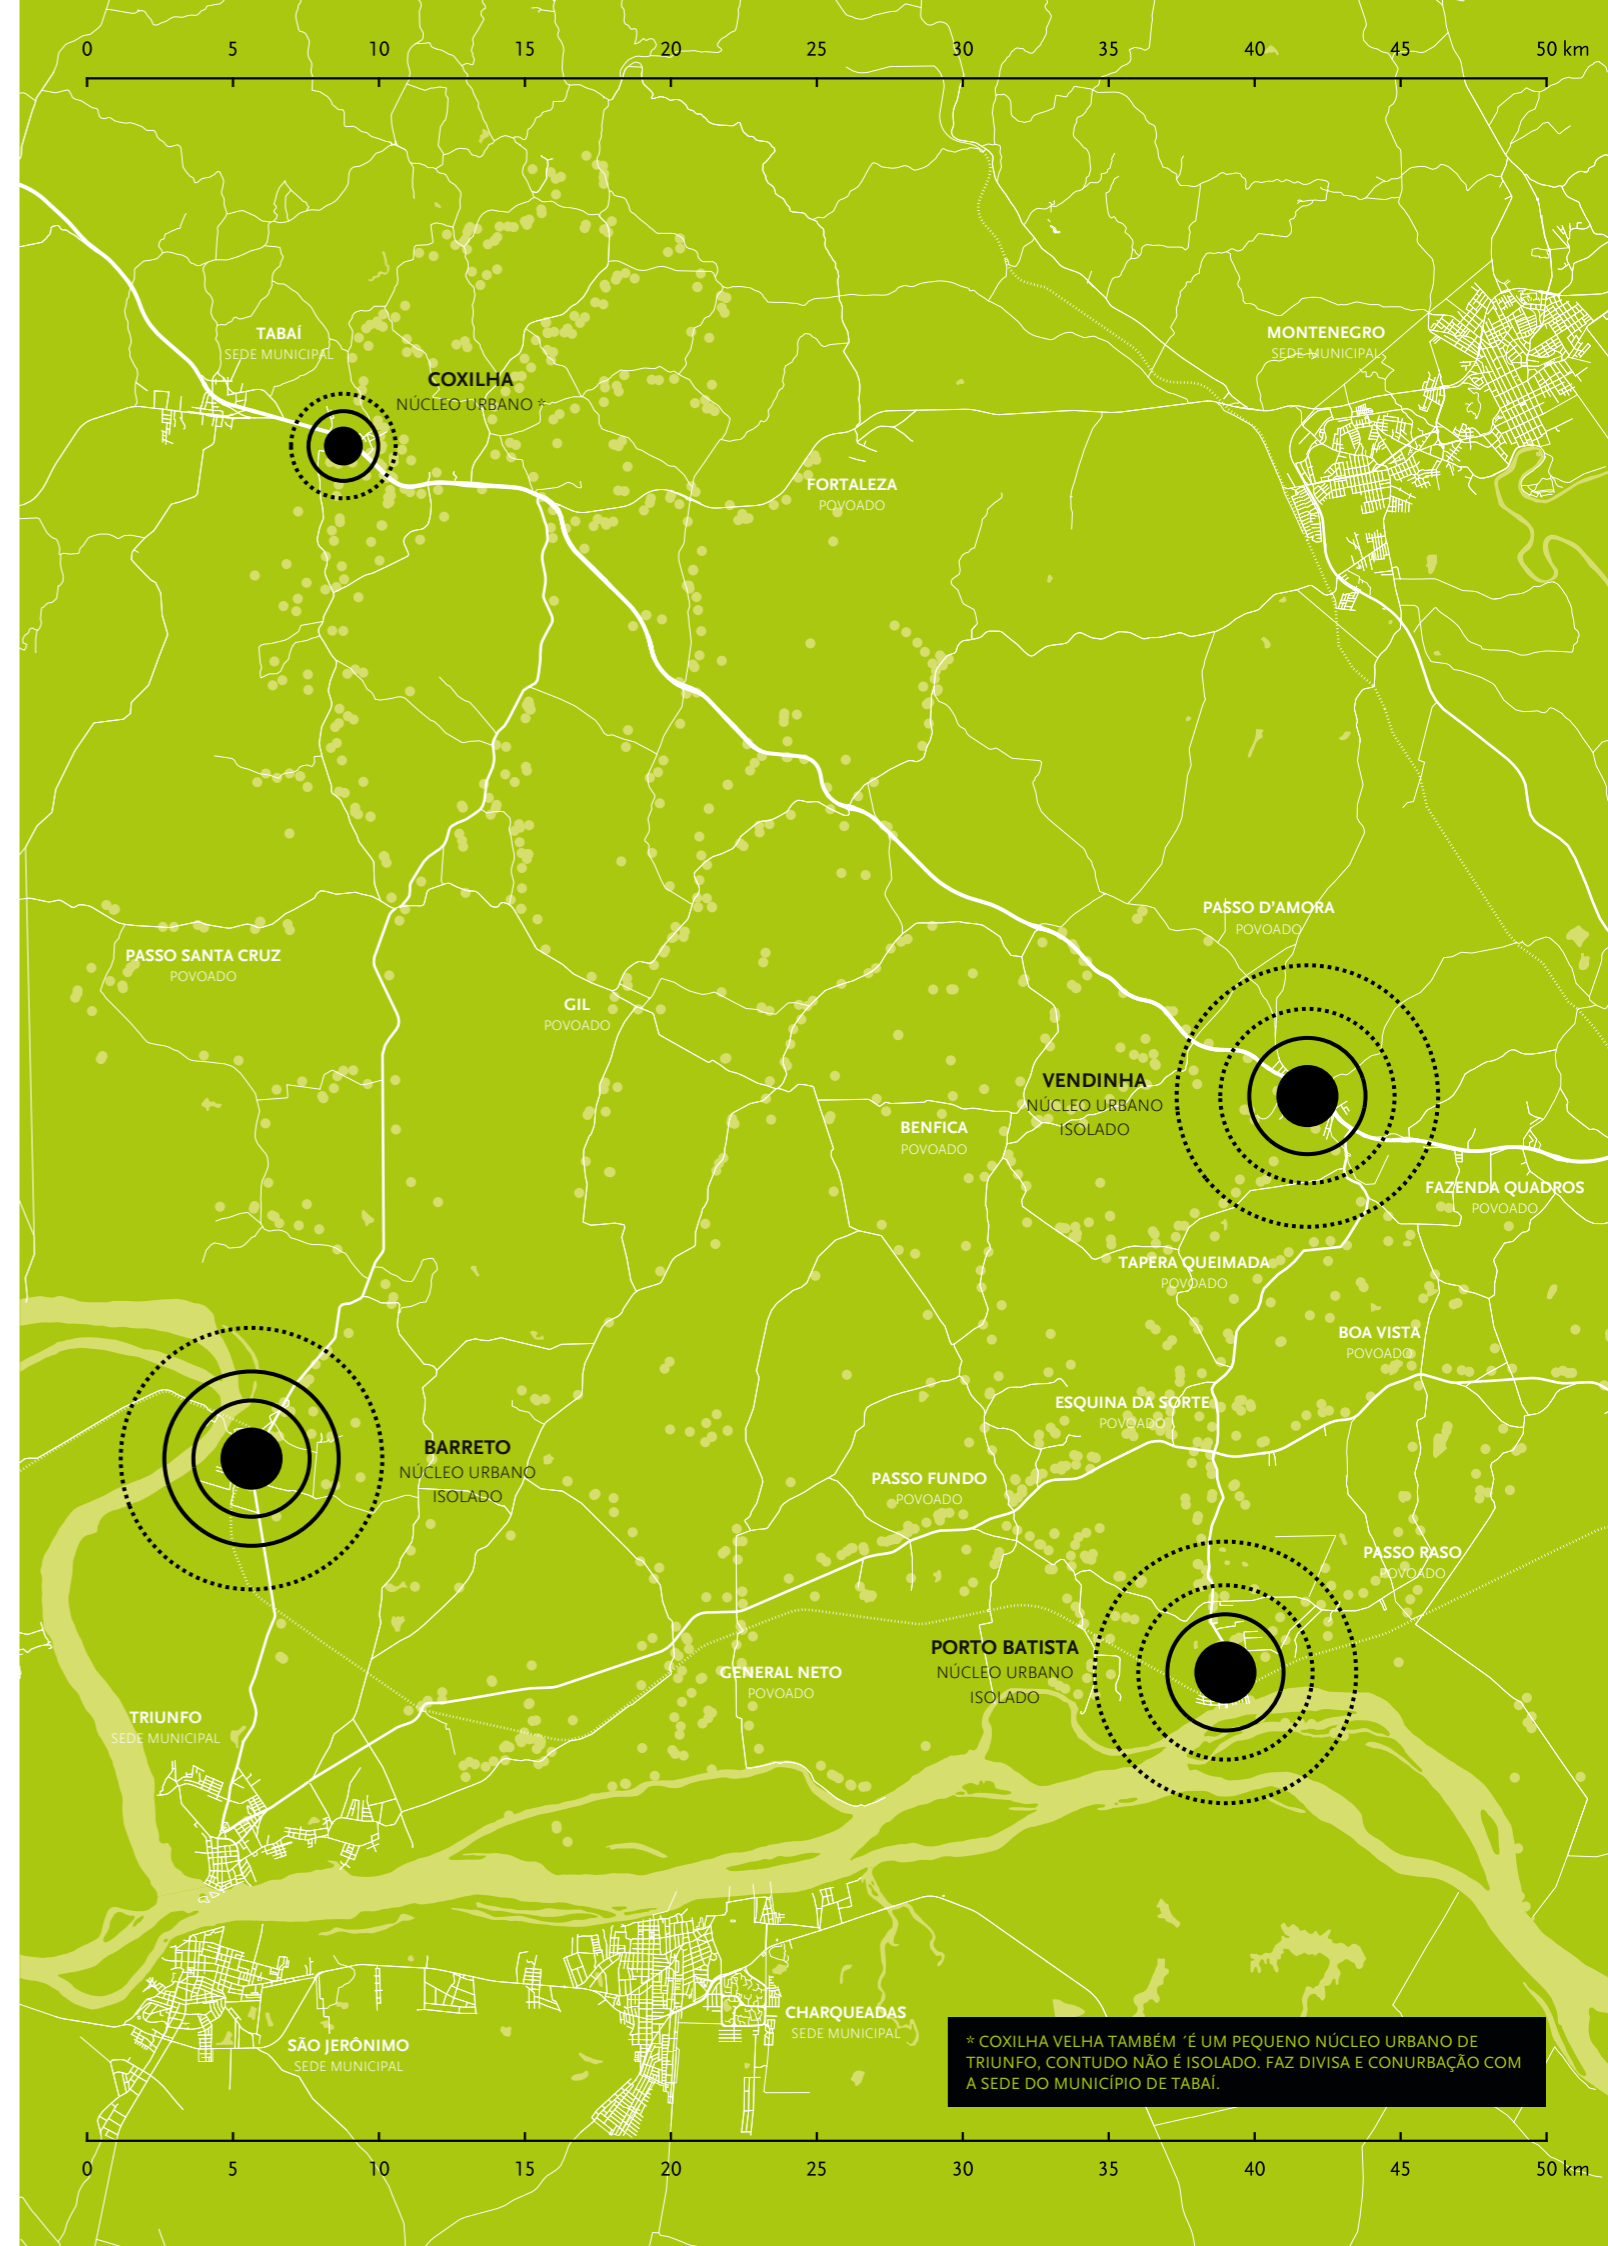 0 5 10 15 20 25 30 35 40 45 50 km
TABAÍ
SEDE MUNICIPAL
MONTENEGRO
SEDE MUNICIPAL
COXILHA
NÚCLEO URBANO *
FORTALEZA
POVOADO
PASSO D'AMORA
POVOADO
PASSO SANTA CRUZ
POVOADO
GIL
POVOADO
VENDINHA
NÚCLEO URBANO
ISOLADO
BENFICA
POVOADO
FAZENDA QUADROS
POVOADO
TAPERA QUEIMADA
POVOADO
BOA VISTA
POVOADO
ESQUINA DA SORTE
POVOADO
BARRETO
NÚCLEO URBANO
ISOLADO
PASSO FUNDO
POVOADO
PASSO RASO
POVOADO
PORTO BATISTA
NÚCLEO URBANO
ISOLADO
GENERAL NETO
POVOADO
TRIUNFO
SEDE MUNICIPAL
CHARQUEADAS
SEDE MUNICIPAL
SÃO JERÔNIMO
SEDE MUNICIPAL
* COXILHA VELHA TAMBÉM ´É UM PEQUENO NÚCLEO URBANO DE
TRIUNFO, CONTUDO NÃO É ISOLADO. FAZ DIVISA E CONURBAÇÃO COM
A SEDE DO MUNICÍPIO DE TABAÍ.
0 5 10 15 20 25 30 35 40 45 50 km